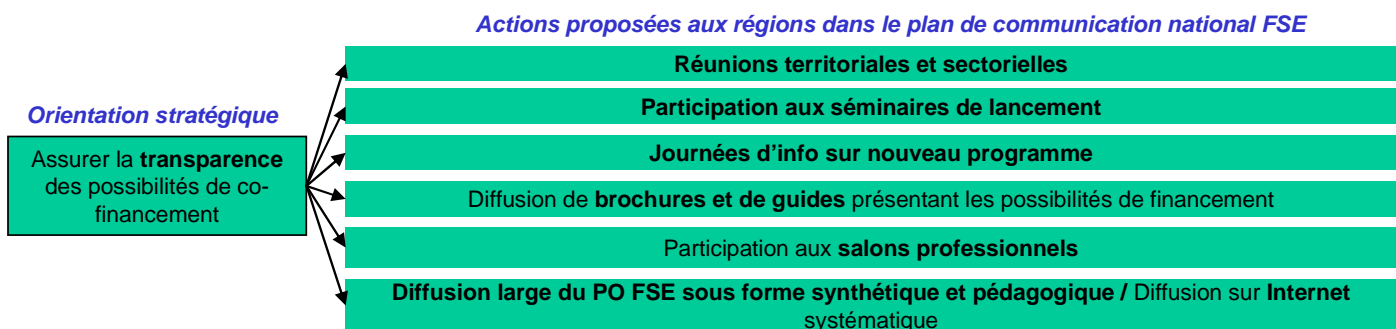 Actions proposées aux régions dans le plan de communication national FSE
Réunions territoriales et sectorielles
Participation aux séminaires de lancement
Orientation stratégique
Assurer la transparence
des possibilités de co-
financement
Journées d'info sur nouveau programme
Diffusion de brochures et de guides présentant les possibilités de financement
Participation aux salons professionnels
Diffusion large du PO FSE sous forme synthétique et pédagogique / Diffusion sur Internet
systématique